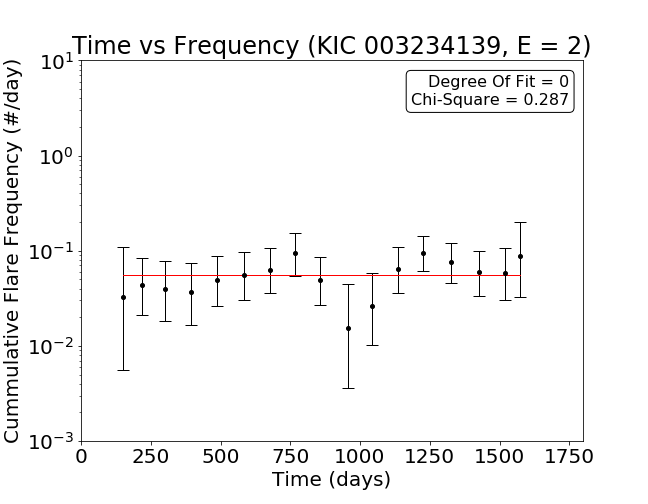 Time vs Frequency (KIC 003234139, E = 2)
Degree Of Fit = 0
Chi-Square = 0.287
Cummulative Flare Frequency (#/day)
10¹
10⁰
10⁻¹
10⁻²
10⁻³
0 250 500 750 1000 1250 1500 1750
Time (days)